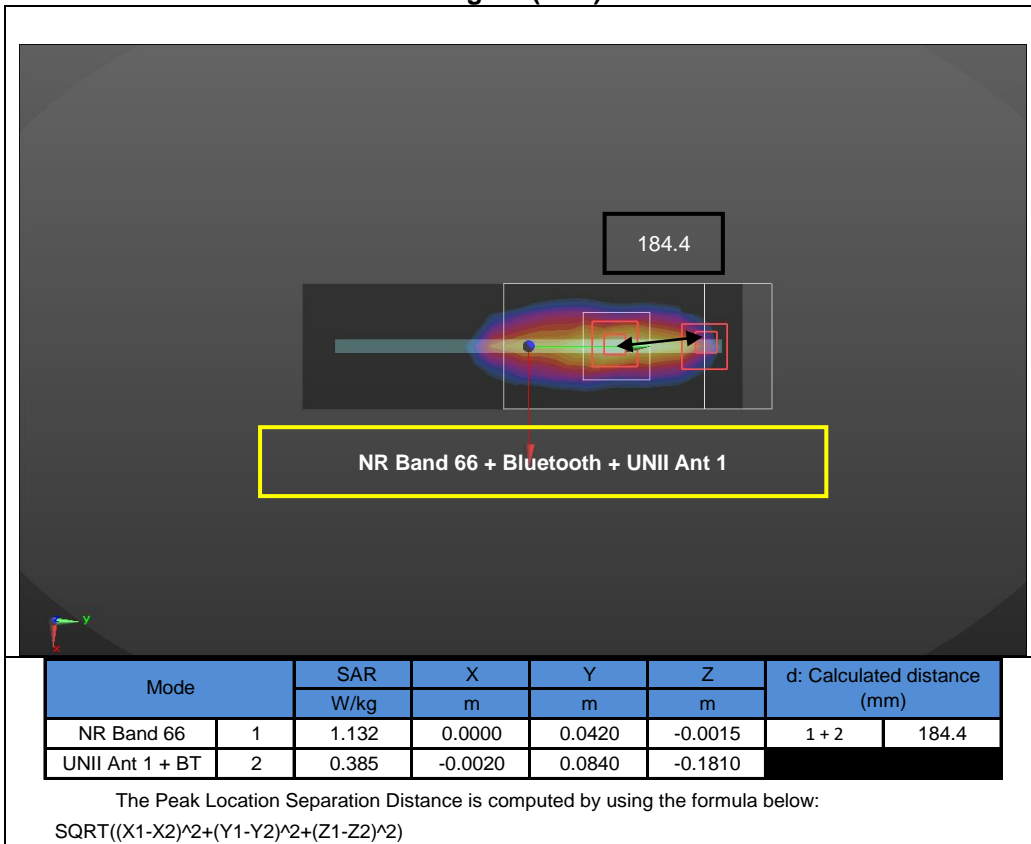 184.4
NR Band 66 + Bluetooth + UNII Ant 1
y
x
Mode SAR X Y Z d: Calculated distance (mm)
W/kg m m m
NR Band 66 1 1.132 0.0000 0.0420 -0.0015 1 + 2 184.4
UNII Ant 1 + BT 2 0.385 -0.0020 0.0840 -0.1810
The Peak Location Separation Distance is computed by using the formula below:
SQRT((X1-X2)^2+(Y1-Y2)^2+(Z1-Z2)^2)